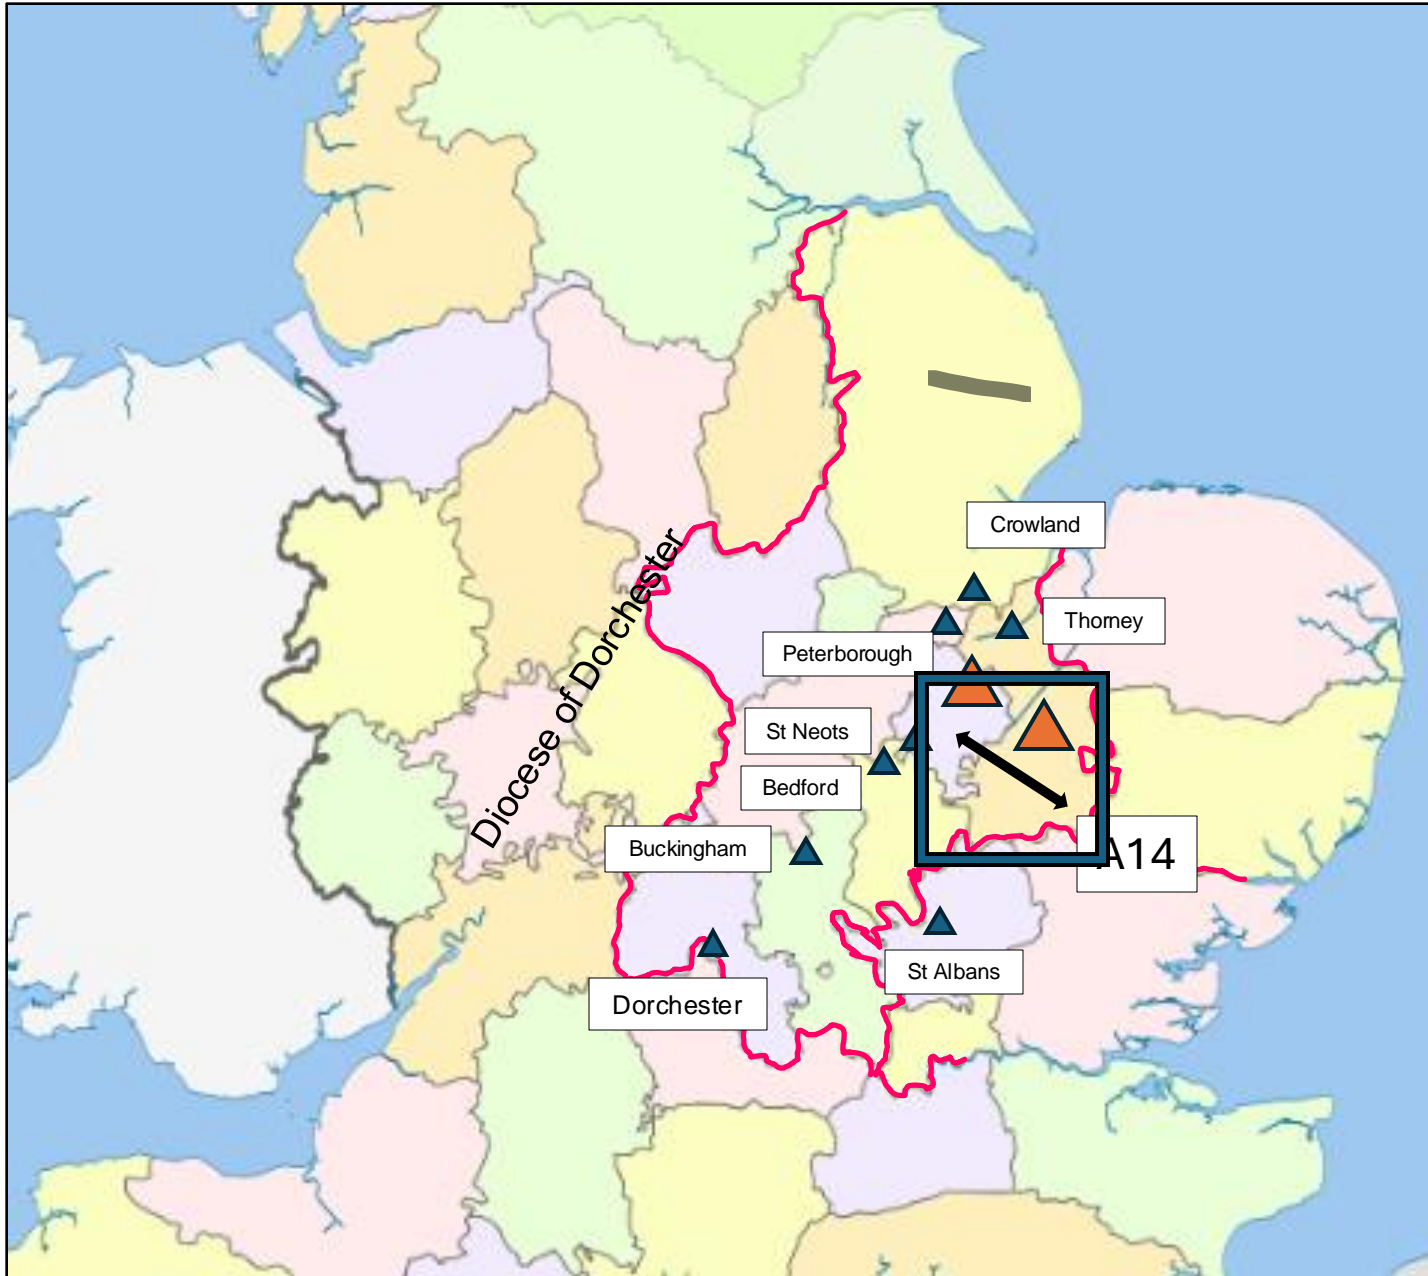 Crowland
Thorney
Peterborough
Diocese of Dorchester
St Neots
Bedford
Buckingham
A14
St Albans
Dorchester